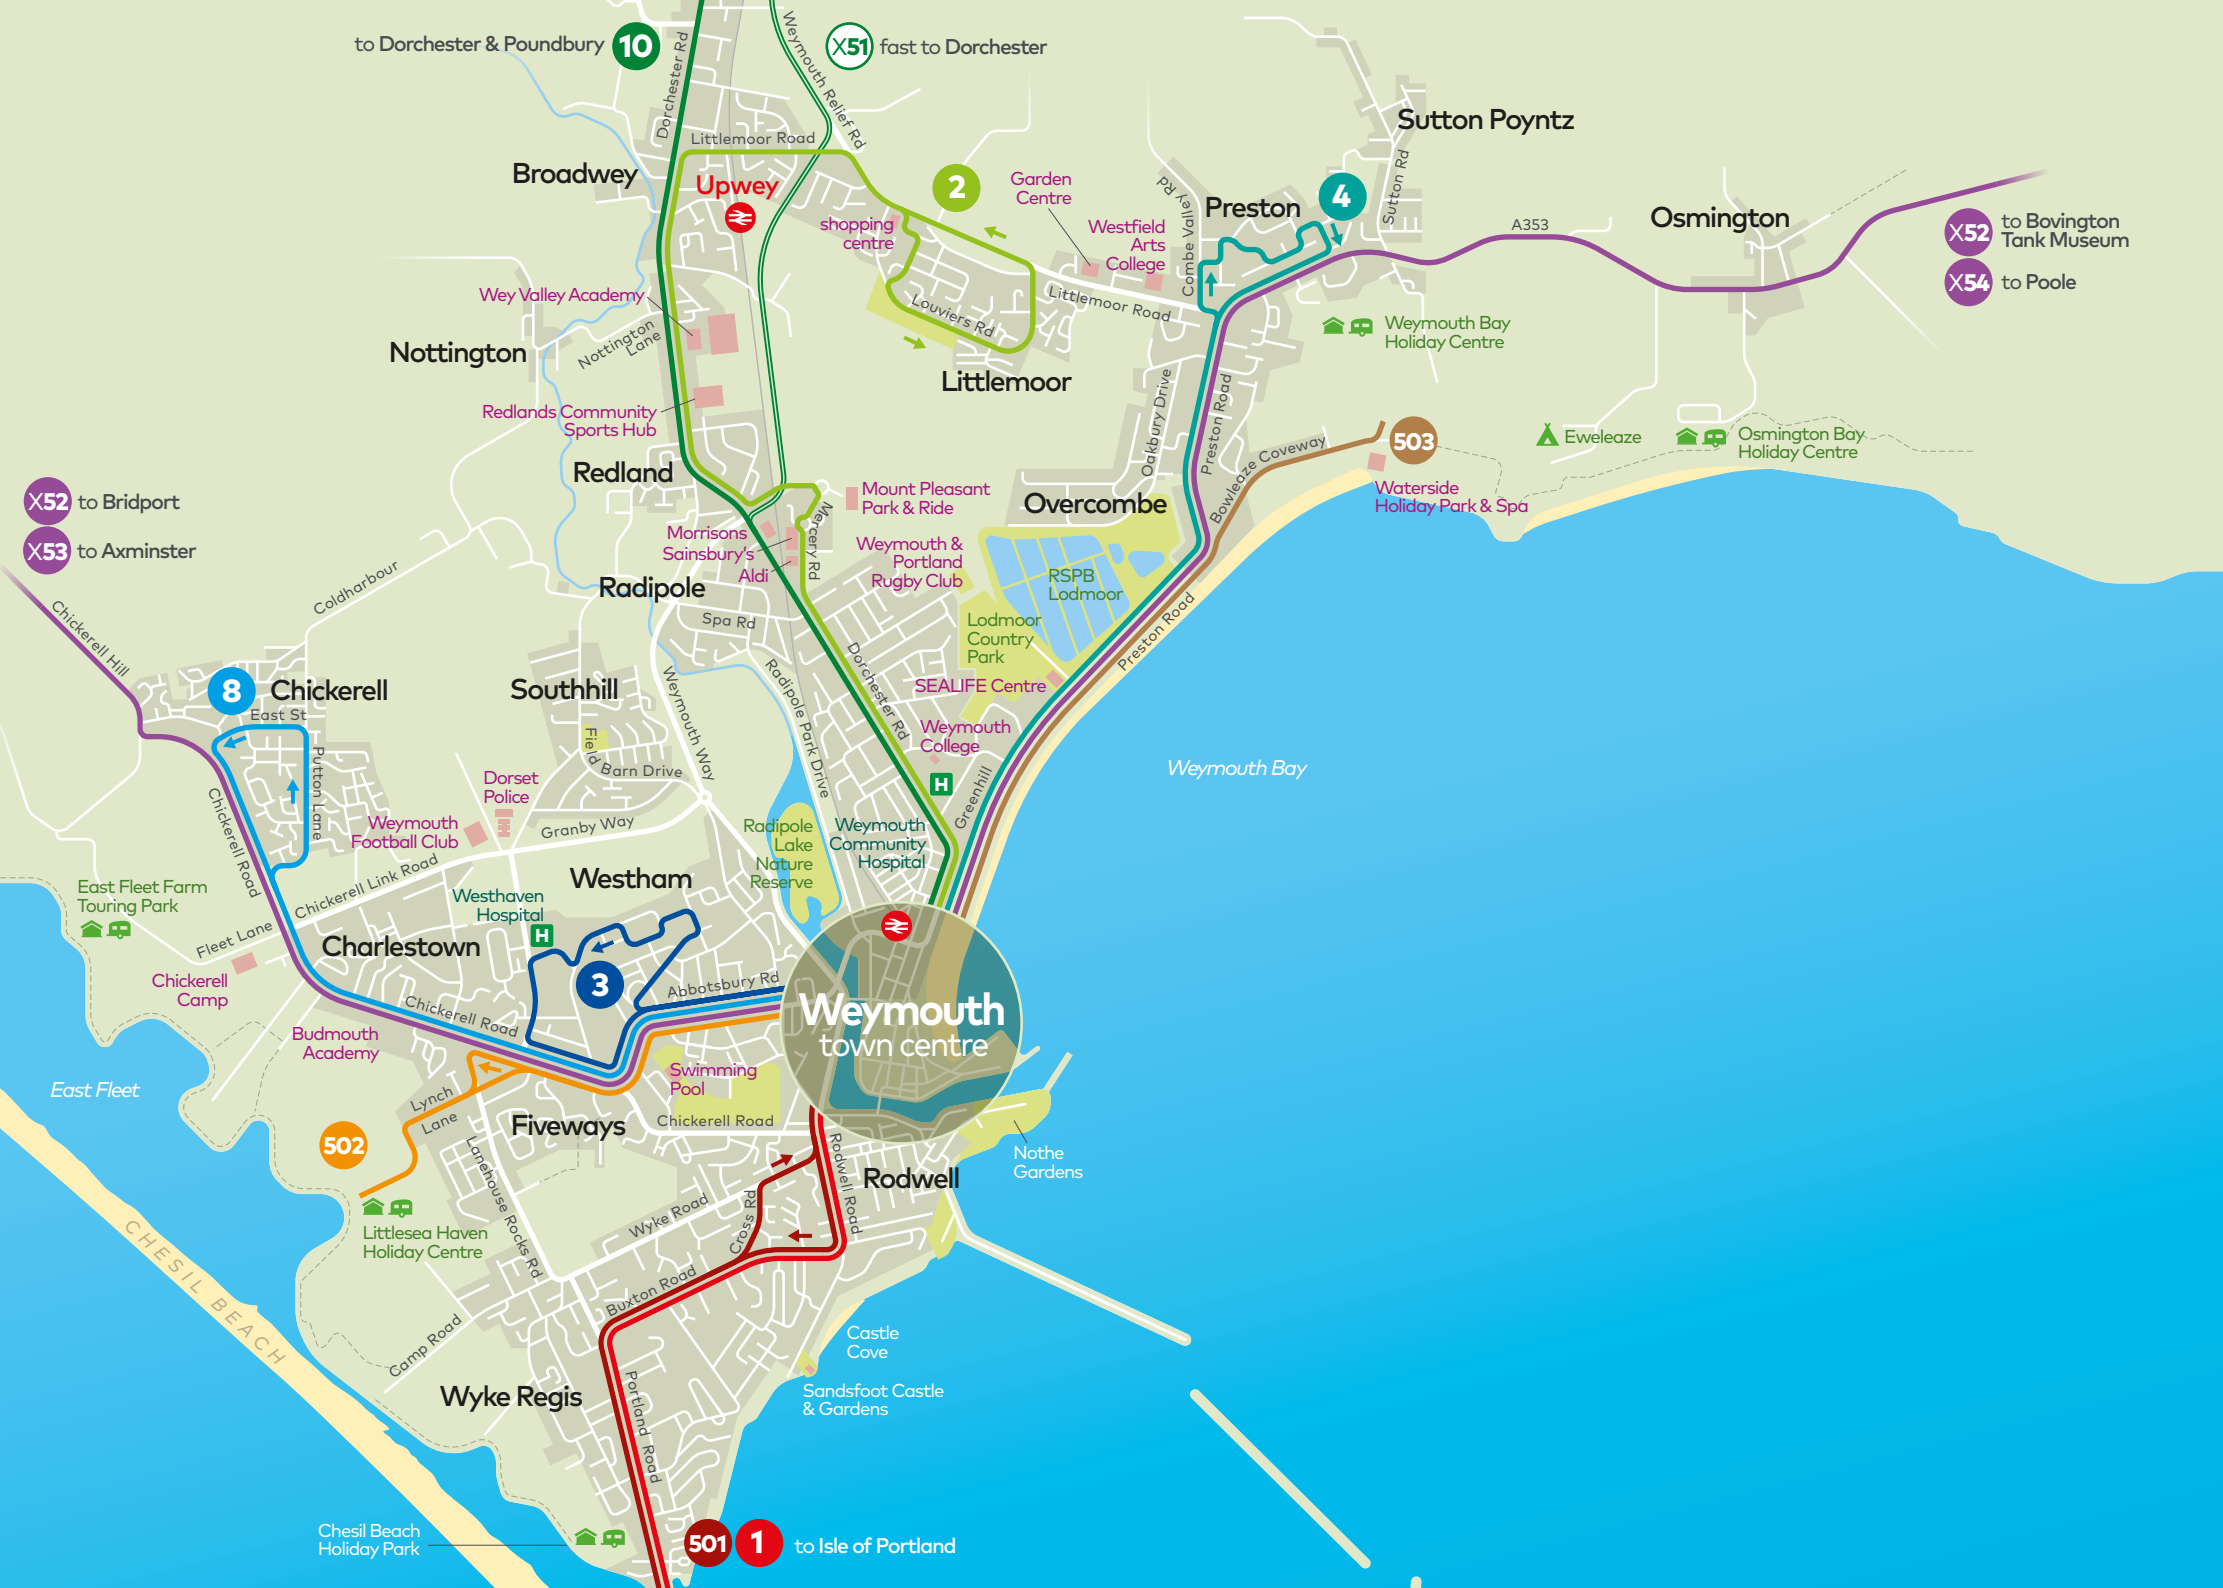 to Dorchester & Poundbury 10
X51 fast to Dorchester
Dorchester Rd
Weymouth Relief Rd
Littlemoor Road
Broadwey
Upwey
2
shopping
centre
Garden
Centre
Westfield
Arts
College
Combe Valley Rd
Preston
4
Sutton Poyntz
Sutton Rd
A353
Osmington
X52 to Bovington
Tank Museum
X54 to Poole
Wey Valley Academy
Nottington
Nottington
Lane
Louviers Rd
Littlemoor Road
Littlemoor
Weymouth Bay
Holiday Centre
Redlands Community
Sports Hub
Redland
Oakbury Drive
Preston Road
Bowleaze Coveway
503
Eweleaze
Osmington Bay
Holiday Centre
Waterside
Holiday Park & Spa
X52 to Bridport
X53 to Axminster
Mount Pleasant
Park & Ride
Overcombe
Morrisons
Sainsbury's
Aldi
Mercery Rd
Weymouth &
Portland
Rugby Club
RSPB
Lodmoor
Lodmoor
Country
Park
Preston Road
Radipole
Spa Rd
Coldharbour
Chickerell Hill
8
Chickerell
East St
Putton Lane
Chickerell Road
Southhill
Field Barn Drive
Weymouth Way
Radipole Park Drive
Dorchester Rd
SEALIFE Centre
Weymouth
College
H
Greenhill
Weymouth Bay
Dorset
Police
Weymouth
Football Club
Granby Way
Radipole
Lake
Nature
Reserve
Weymouth
Community
Hospital
Chickerell Link Road
Westham
Westhaven
Hospital
H
East Fleet Farm
Touring Park
Fleet Lane
Charlestown
Chickerell
Camp
3
Abbotsbury Rd
Weymouth
town centre
Chickerell Road
Budmouth
Academy
East Fleet
Swimming
Pool
Lynch
Lane
502
Fiveways
Chickerell Road
Rodwell Road
Rodwell
Nothe
Gardens
Littlesea Haven
Holiday Centre
Lanehouse Rocks Rd
Wyke Road
Cross Rd
Buxton Road
CHESIL BEACH
Camp Road
Wyke Regis
Portland Road
Castle
Cove
Sandsfoot Castle
& Gardens
Chesil Beach
Holiday Park
501 1 to Isle of Portland